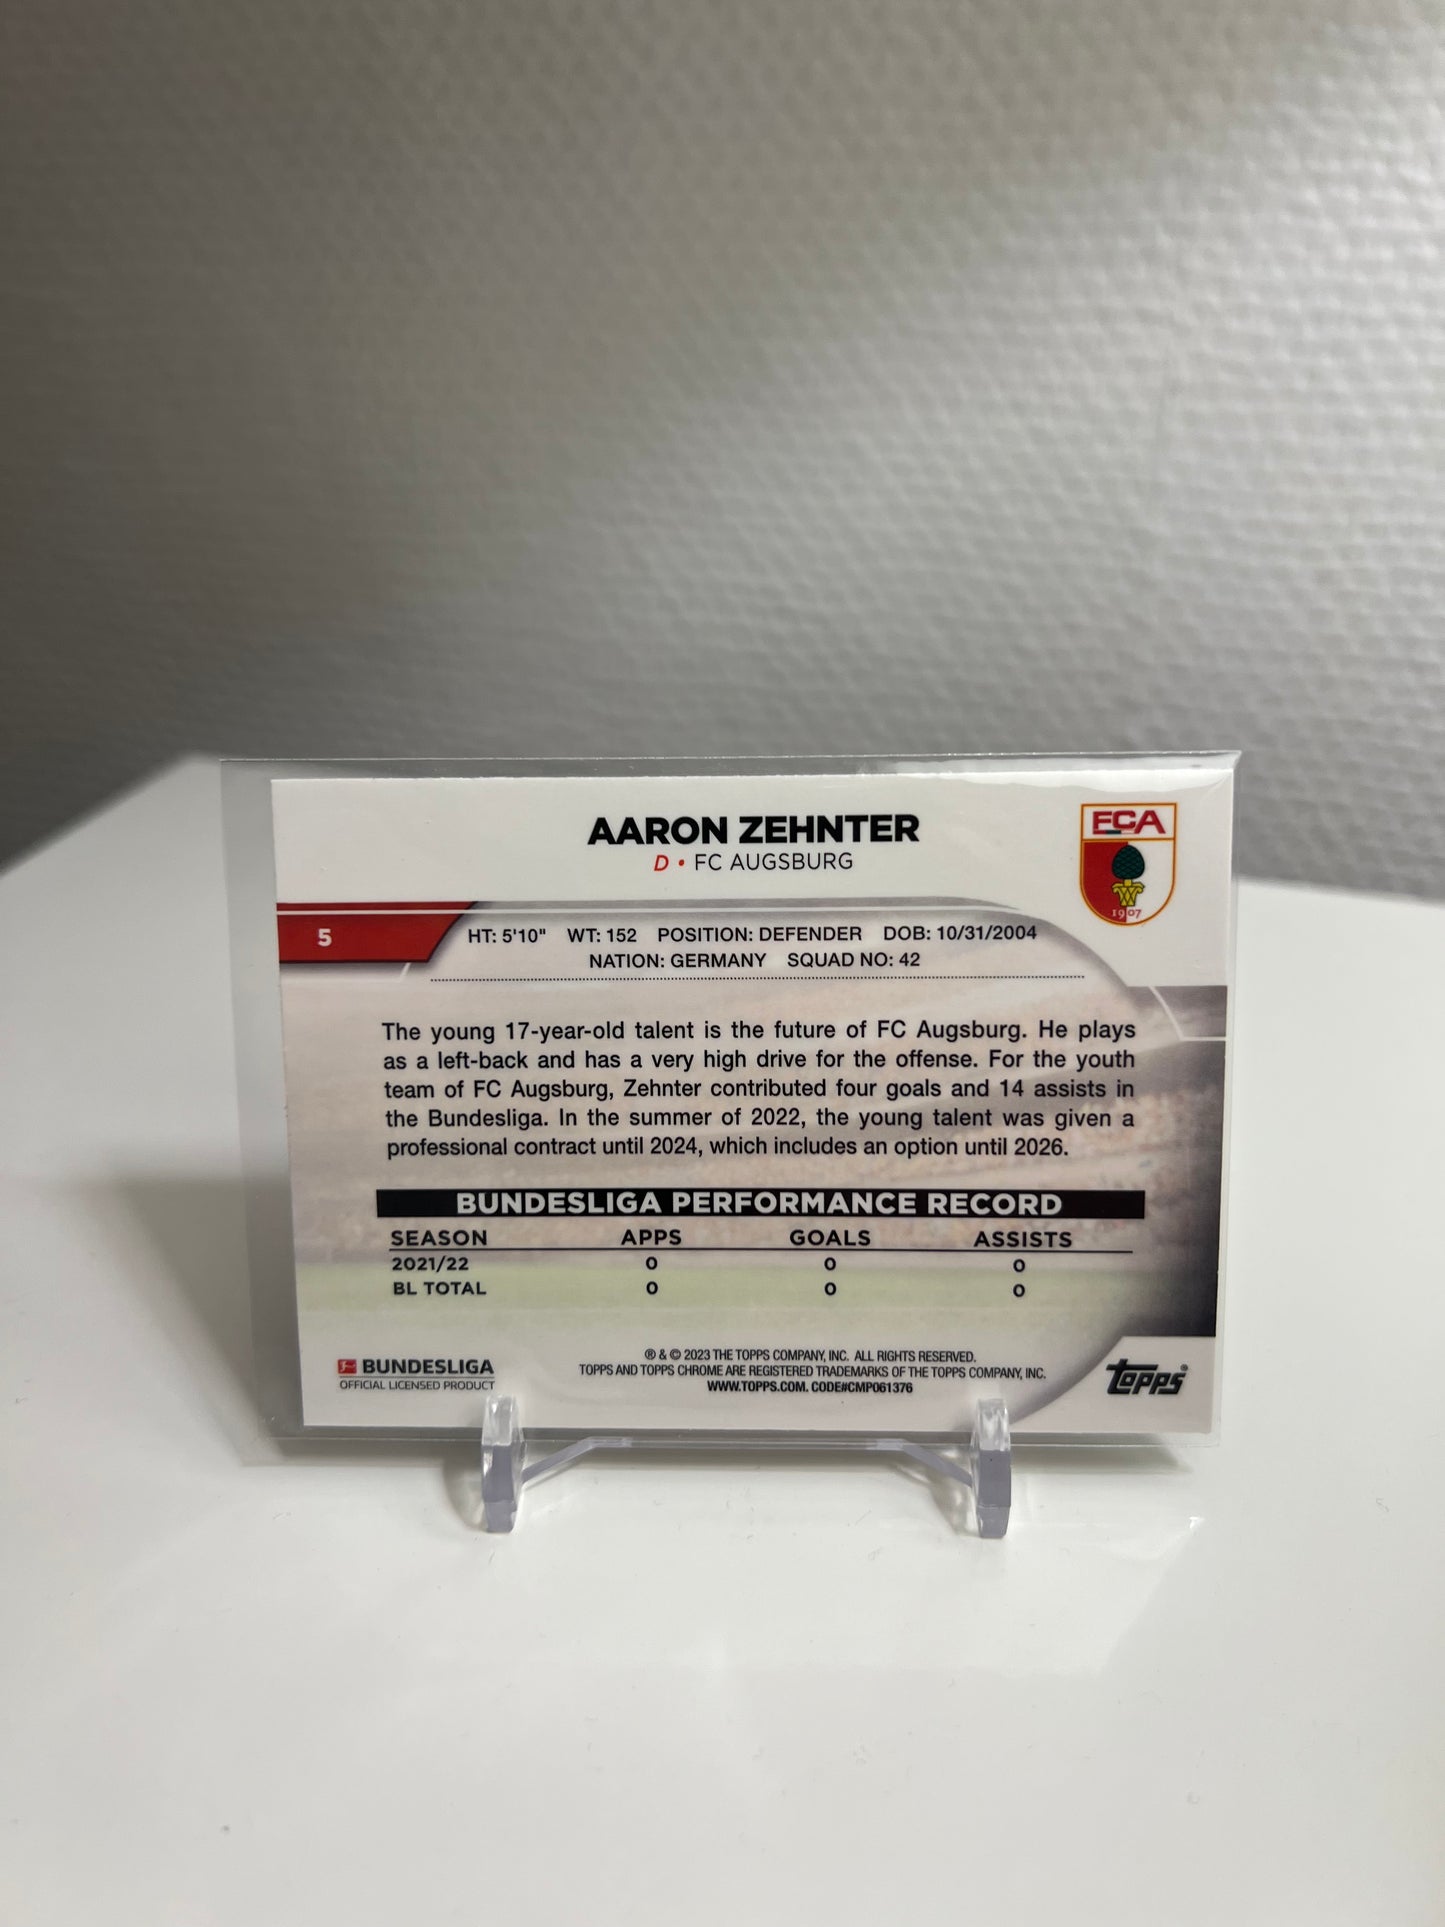 AARON ZEHNTER
D • FC AUGSBURG
FCA
1907
5
HT: 5'10" WT: 152 POSITION: DEFENDER DOB: 10/31/2004
NATION: GERMANY SQUAD NO: 42
The young 17-year-old talent is the future of FC Augsburg. He plays
as a left-back and has a very high drive for the offense. For the youth
team of FC Augsburg, Zehnter contributed four goals and 14 assists in
the Bundesliga. In the summer of 2022, the young talent was given a
professional contract until 2024, which includes an option until 2026.
BUNDESLIGA PERFORMANCE RECORD
SEASON APPS GOALS ASSISTS
2021/22 0 0 0
BL TOTAL 0 0 0
BUNDESLIGA
OFFICIAL LICENSED PRODUCT
® & © 2023 THE TOPPS COMPANY, INC. ALL RIGHTS RESERVED.
TOPPS AND TOPPS CHROME ARE REGISTERED TRADEMARKS OF THE TOPPS COMPANY, INC.
WWW.TOPPS.COM. CODE#CMP061376
topps®